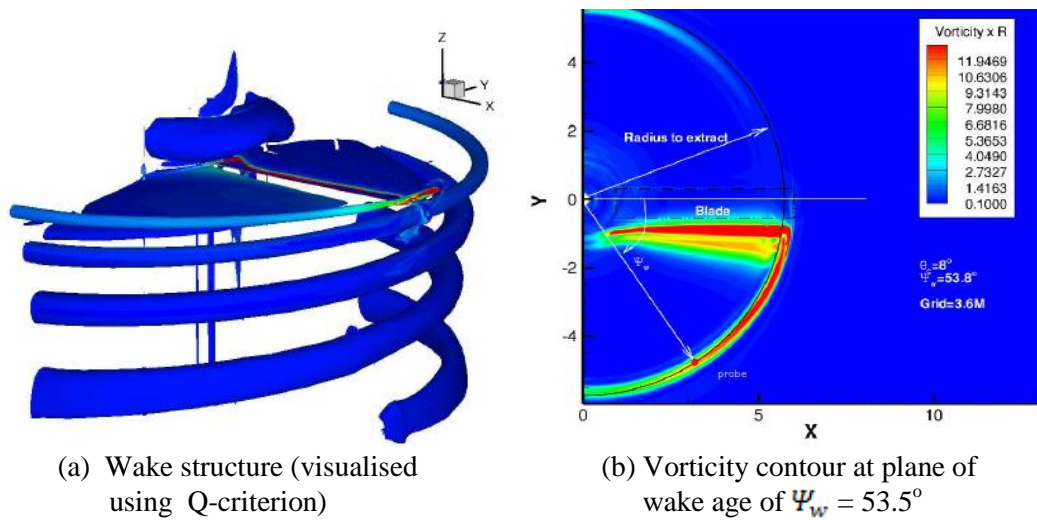 Z
Y
X
Vorticity x R
11.9469
10.6306
9.3143
7.9980
6.6816
5.3653
4.0490
2.7327
1.4163
0.1000
4
2
0
-2
-4
Y
Radius to extract
Blade
Ψw
θ=8°
Ψw=53.8°
Grid=3.6M
probe
0
5
10
X
(a) Wake structure (visualised
using Q-criterion)
(b) Vorticity contour at plane of
wake age of Ψw = 53.5°